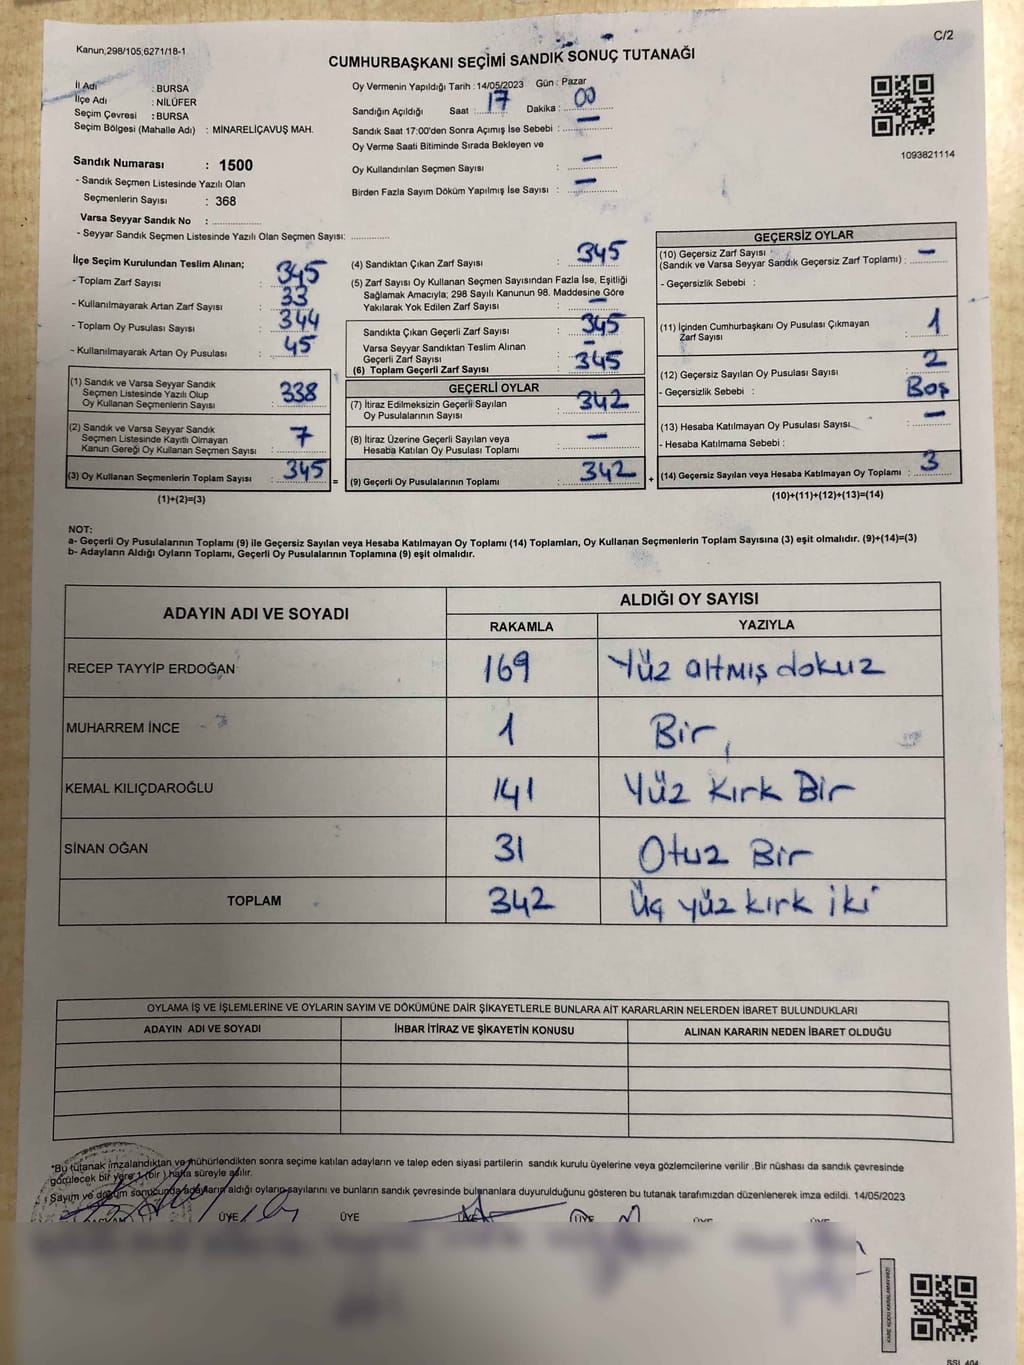 Kanun,298/105,6271/18-1
C/2
CUMHURBAŞKANI SEÇİMİ SANDIK SONUÇ TUTANAĞI
İl Adı : BURSA
İlçe Adı : NİLÜFER
Seçim Çevresi : BURSA
Seçim Bölgesi (Mahalle Adı) : MİNARELİÇAVUŞ MAH.
Sandık Numarası : 1500
- Sandık Seçmen Listesinde Yazılı Olan
Seçmenlerin Sayısı : 368
Varsa Seyyar Sandık No :
- Seyyar Sandık Seçmen Listesinde Yazılı Olan Seçmen Sayısı:
Oy Vermenin Yapıldığı Tarih : 14/05/2023 Gün : Pazar
Sandığın Açıldığı Saat : 17 Dakika : 00
Sandık Saat 17:00'den Sonra Açımış İse Sebebi : —
Oy Verme Saati Bitiminde Sırada Bekleyen ve
Oy Kullandırılan Seçmen Sayısı : —
Birden Fazla Sayım Döküm Yapılmış İse Sayısı : —
1093821114
İlçe Seçim Kurulundan Teslim Alınan;
- Toplam Zarf Sayısı : 345
- Kullanılmayarak Artan Zarf Sayısı : 33
- Toplam Oy Pusulası Sayısı : 344
- Kullanılmayarak Artan Oy Pusulası : 45
(1) Sandık ve Varsa Seyyar Sandık
Seçmen Listesinde Yazılı Olup
Oy Kullanan Seçmenlerin Sayısı : 338
(2) Sandık ve Varsa Seyyar Sandık
Seçmen Listesinde Kayıtlı Olmayan
Kanun Gereği Oy Kullanan Seçmen Sayısı : 7
(3) Oy Kullanan Seçmenlerin Toplam Sayısı : 345
(1)+(2)=(3)
=
(4) Sandıktan Çıkan Zarf Sayısı : 345
(5) Zarf Sayısı Oy Kullanan Seçmen Sayısından Fazla İse, Eşitliği
Sağlamak Amacıyla; 298 Sayılı Kanunun 98. Maddesine Göre
Yakılarak Yok Edilen Zarf Sayısı : —
Sandıkta Çıkan Geçerli Zarf Sayısı : 345
Varsa Seyyar Sandıktan Teslim Alınan
Geçerli Zarf Sayısı : —
(6) Toplam Geçerli Zarf Sayısı : 345
GEÇERLİ OYLAR
(7) İtiraz Edilmeksizin Geçerli Sayılan
Oy Pusulalarının Sayısı : 342
(8) İtiraz Üzerine Geçerli Sayılan veya
Hesaba Katılan Oy Pusulası Toplamı : —
(9) Geçerli Oy Pusulalarının Toplamı : 342
+
GEÇERSİZ OYLAR
(10) Geçersiz Zarf Sayısı
(Sandık ve Varsa Seyyar Sandık Geçersiz Zarf Toplamı) : —
- Geçersizlik Sebebi :
(11) İçinden Cumhurbaşkanı Oy Pusulası Çıkmayan
Zarf Sayısı : 1
(12) Geçersiz Sayılan Oy Pusulası Sayısı : 2
- Geçersizlik Sebebi : Boş
(13) Hesaba Katılmayan Oy Pusulası Sayısı : —
- Hesaba Katılmama Sebebi :
(14) Geçersiz Sayılan veya Hesaba Katılmayan Oy Toplamı : 3
(10)+(11)+(12)+(13)=(14)
NOT:
a- Geçerli Oy Pusulalarının Toplamı (9) ile Geçersiz Sayılan veya Hesaba Katılmayan Oy Toplamı (14) Toplamları, Oy Kullanan Seçmenlerin Toplam Sayısına (3) eşit olmalıdır. (9)+(14)=(3)
b- Adayların Aldığı Oyların Toplamı, Geçerli Oy Pusulalarının Toplamına (9) eşit olmalıdır.
ADAYIN ADI VE SOYADI
ALDIĞI OY SAYISI
RAKAMLA YAZIYLA
RECEP TAYYİP ERDOĞAN 169 Yüz altmış dokuz
MUHARREM İNCE 1 Bir
KEMAL KILIÇDAROĞLU 141 Yüz Kırk Bir
SİNAN OĞAN 31 Otuz Bir
TOPLAM 342 Üç yüz kırk iki
OYLAMA İŞ VE İŞLEMLERİNE VE OYLARIN SAYIM VE DÖKÜMÜNE DAİR ŞİKAYETLERLE BUNLARA AİT KARARLARIN NELERDEN İBARET BULUNDUKLARI
ADAYIN ADI VE SOYADI İHBAR İTİRAZ VE ŞİKAYETİN KONUSU ALINAN KARARIN NEDEN İBARET OLDUĞU
*Bu tutanak imzalandıktan ve mühürlendikten sonra seçime katılan adayların ve talep eden siyasi partilerin sandık kurulu üyelerine veya gözlemcilerine verilir .Bir nüshası da sandık çevresinde
görülecek bir yere 1 (bir ) hafta süreyle asılır.
Sayım ve döküm sonucunda adayların aldığı oyların sayılarını ve bunların sandık çevresinde bulunanlara duyurulduğunu gösteren bu tutanak tarafımızdan düzenlenerek imza edildi. 14/05/2023
BAŞKAN ÜYE ÜYE ÜYE ÜYE ÜYE ÜYE
KARE KODU KARALAMAYINIZ!